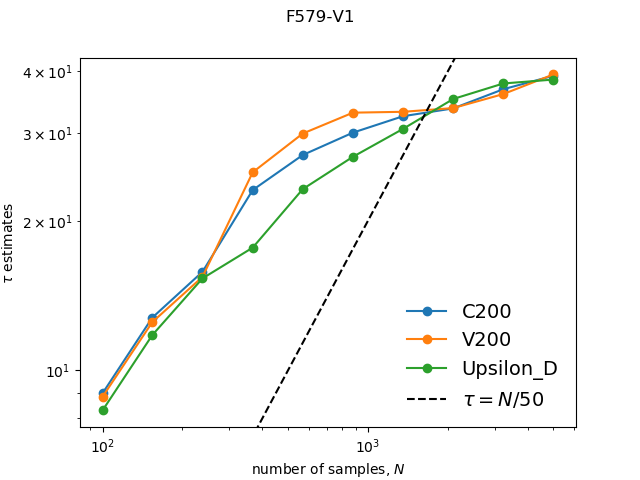 F579-V1
τ estimates
4 × 10¹
3 × 10¹
2 × 10¹
10¹
10²
10³
number of samples, N
C200
V200
Upsilon_D
τ = N/50